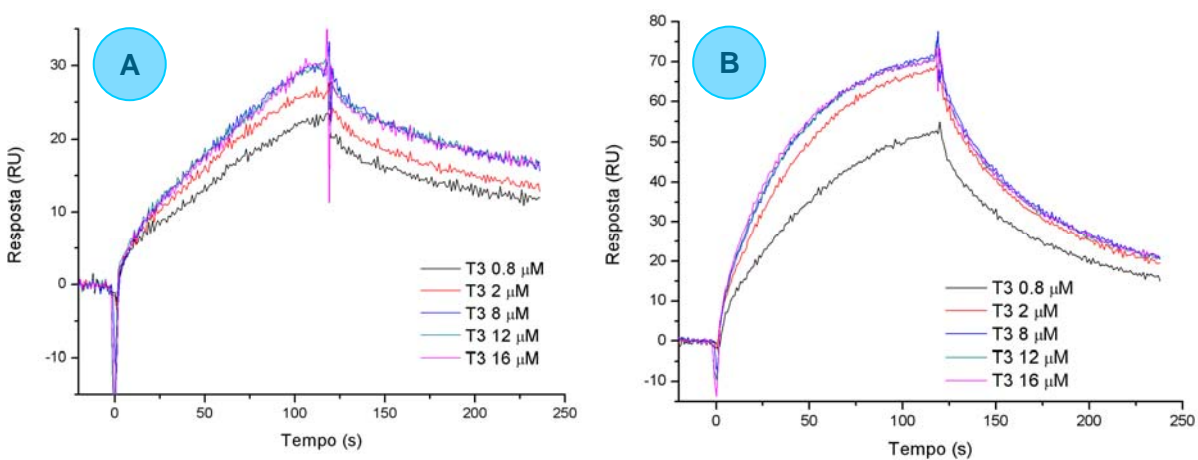 A
Resposta (RU)
30
20
10
0
-10
T3 0.8 µM
T3 2 µM
T3 8 µM
T3 12 µM
T3 16 µM
0
50
100
150
200
250
Tempo (s)
B
Resposta (RU)
80
70
60
50
40
30
20
10
0
-10
T3 0.8 µM
T3 2 µM
T3 8 µM
T3 12 µM
T3 16 µM
0
50
100
150
200
250
Tempo (s)